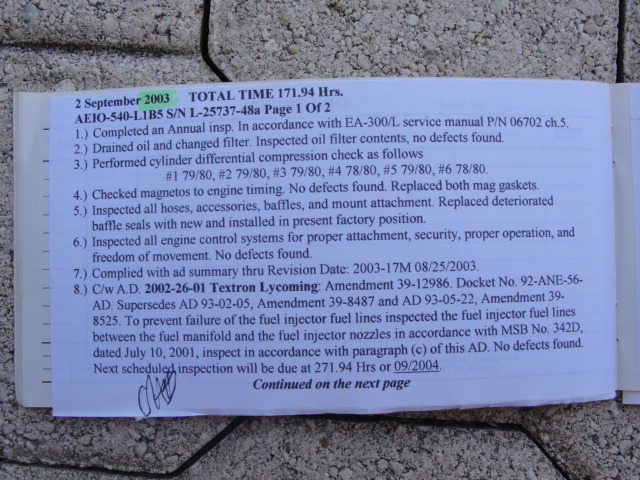 2 September 2003 TOTAL TIME 171.94 Hrs.
AEIO-540-L1B5 S/N L-25737-48a Page 1 Of 2
1.) Completed an Annual insp. In accordance with EA-300/L service manual P/N 06702 ch.5.
2.) Drained oil and changed filter. Inspected oil filter contents, no defects found.
3.) Performed cylinder differential compression check as follows
#1 79/80, #2 79/80, #3 79/80, #4 78/80, #5 79/80, #6 78/80.
4.) Checked magnetos to engine timing. No defects found. Replaced both mag gaskets.
5.) Inspected all hoses, accessories, baffles, and mount attachment. Replaced deteriorated
baffle seals with new and installed in present factory position.
6.) Inspected all engine control systems for proper attachment, security, proper operation, and
freedom of movement. No defects found.
7.) Complied with ad summary thru Revision Date: 2003-17M 08/25/2003.
8.) C/w A.D. 2002-26-01 Textron Lycoming: Amendment 39-12986. Docket No. 92-ANE-56-
AD. Supersedes AD 93-02-05, Amendment 39-8487 and AD 93-05-22, Amendment 39-
8525. To prevent failure of the fuel injector fuel lines inspected the fuel injector fuel lines
between the fuel manifold and the fuel injector nozzles in accordance with MSB No. 342D,
dated July 10, 2001, inspect in accordance with paragraph (c) of this AD. No defects found.
Next scheduled inspection will be due at 271.94 Hrs or 09/2004.
Continued on the next page